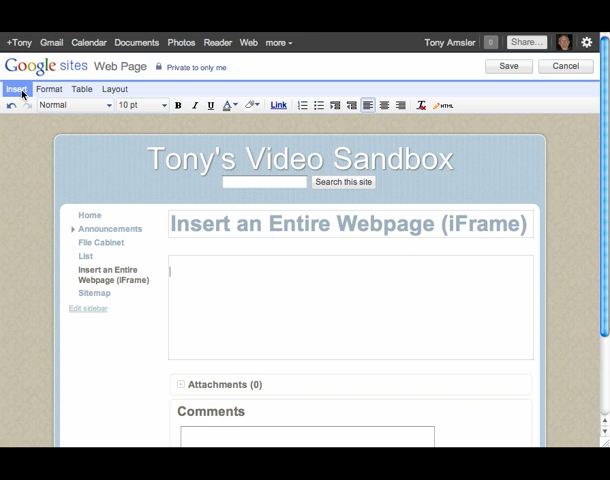 +Tony Gmail Calendar Documents Photos Reader Web more Tony Amsler 0 Share...
Google sites Web Page Private to only me Save Cancel
Insert Format Table Layout
Normal 10 pt B I U A Link HTML
Tony's Video Sandbox
Search this site
Home
Announcements
File Cabinet
List
Insert an Entire
Webpage (iFrame)
Sitemap
Edit sidebar
Insert an Entire Webpage (iFrame)
Attachments (0)
Comments